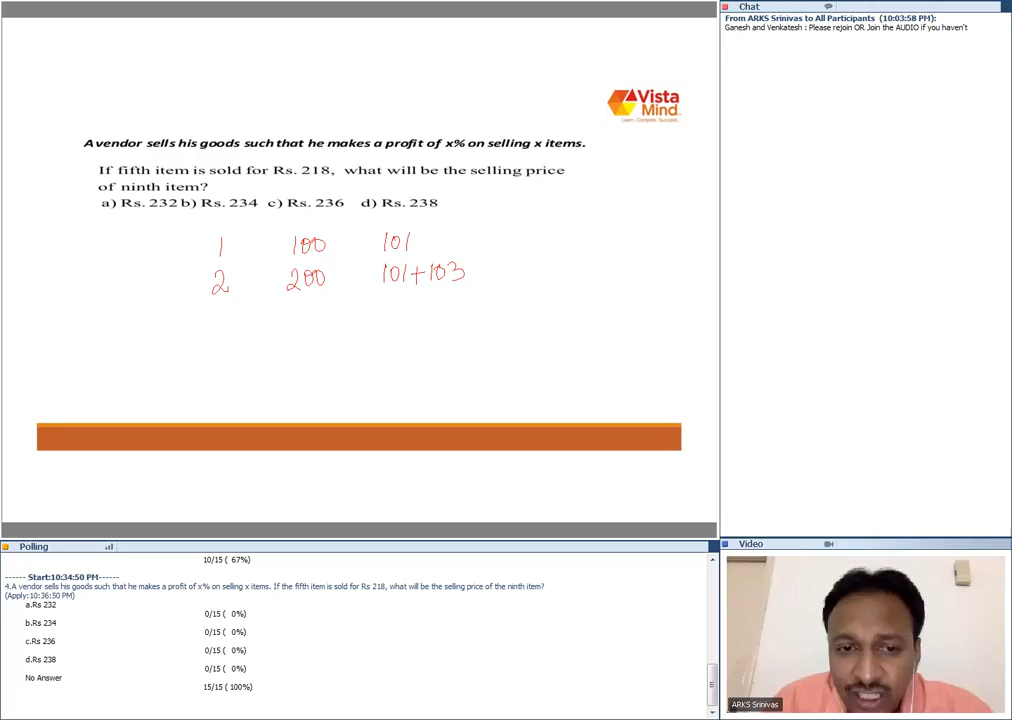 Chat
From ARKS Srinivas to All Participants (10:03:58 PM):
Ganesh and Venkatesh : Please rejoin OR Join the AUDIO if you haven't
Vista
Mind
Learn. Compete. Succeed.
A vendor sells his goods such that he makes a profit of x% on selling x items.
If fifth item is sold for Rs. 218, what will be the selling price
of ninth item?
a) Rs. 232 b) Rs. 234 c) Rs. 236 d) Rs. 238
1 100 101
2 200 101+103
Polling
10/15 ( 67%)
------ Start:10:34:50 PM------
4.A vendor sells his goods such that he makes a profit of x% on selling x items. If the fifth item is sold for Rs 218, what will be the selling price of the ninth item?
(Apply:10:36:50 PM)
a.Rs 232
0/15 ( 0%)
b.Rs 234
0/15 ( 0%)
c.Rs 236
0/15 ( 0%)
d.Rs 238
0/15 ( 0%)
No Answer
15/15 ( 100%)
Video
ARKS Srinivas